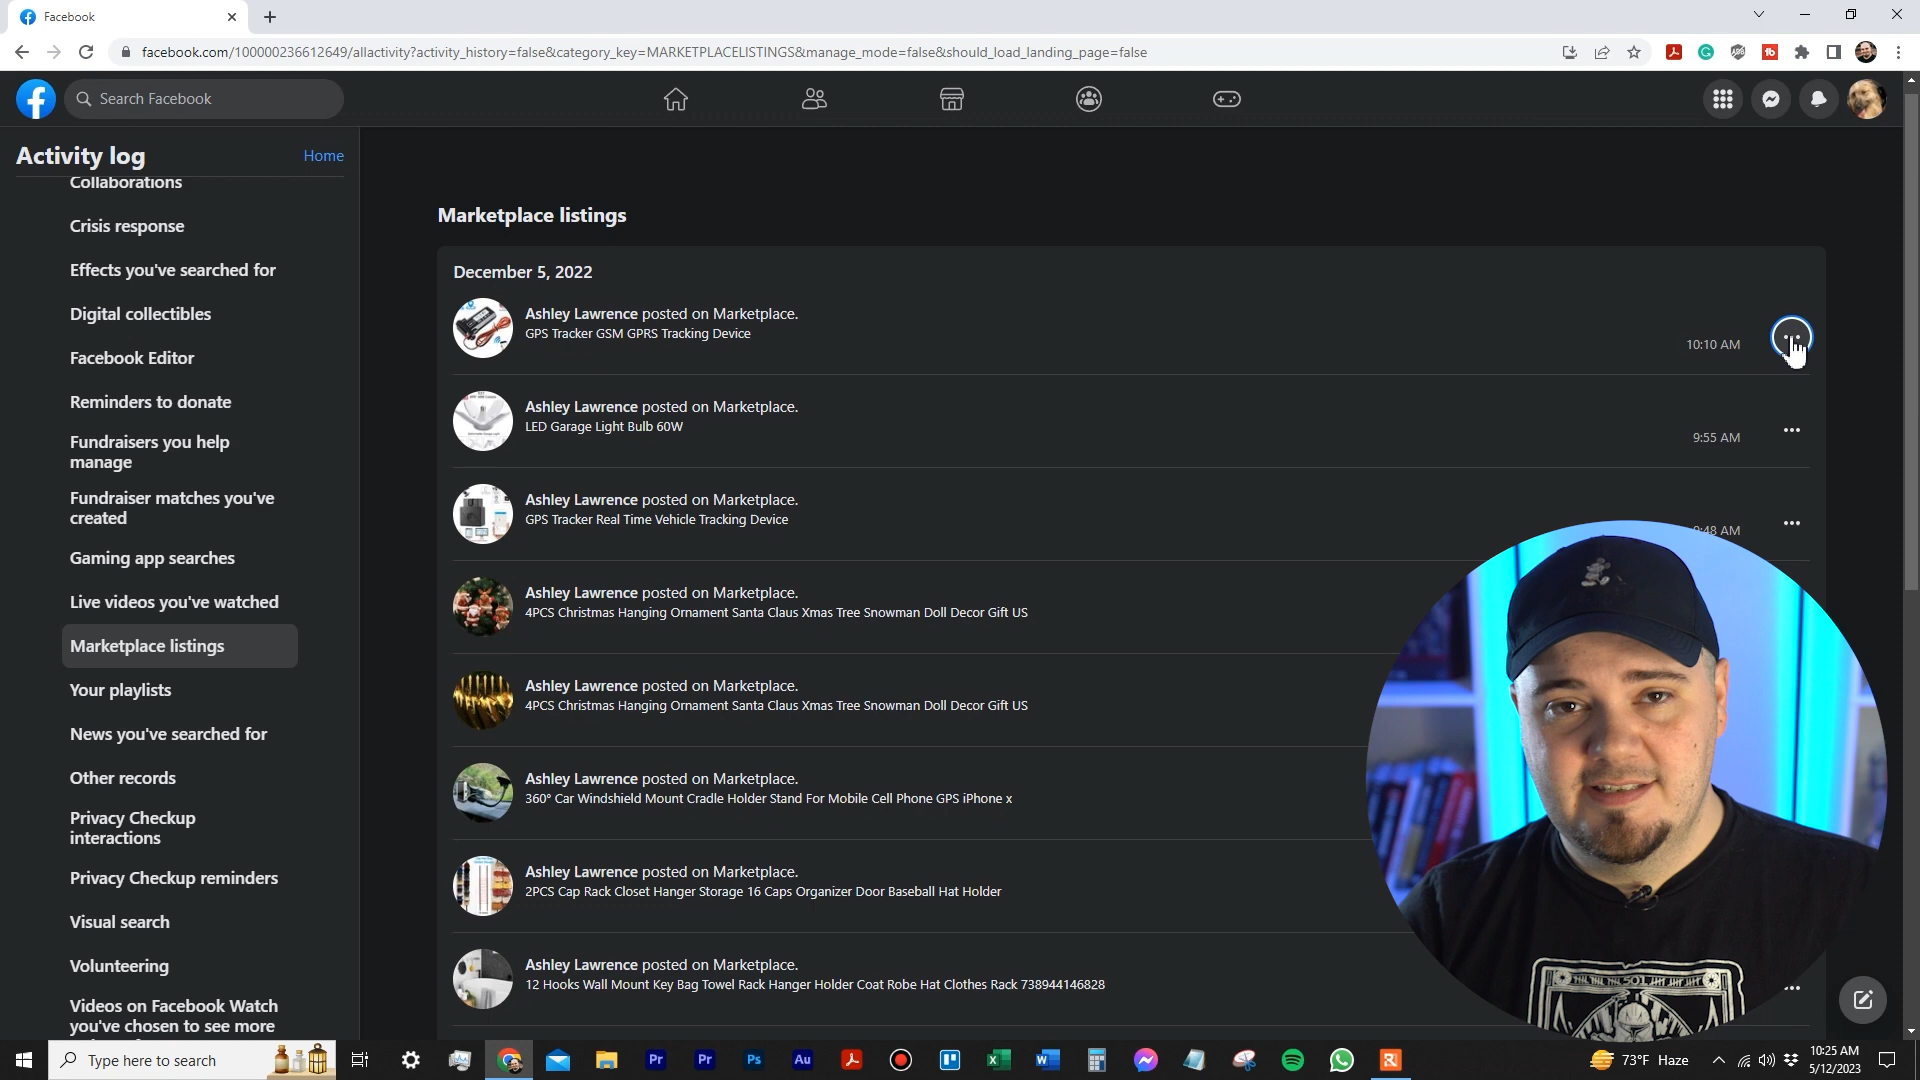 Facebook
facebook.com/100000236612649/allactivity?activity_history=false&category_key=MARKETPLACELISTINGS&manage_mode=false&should_load_landing_page=false
Search Facebook
Activity log
Home
Collaborations
Crisis response
Effects you've searched for
Digital collectibles
Facebook Editor
Reminders to donate
Fundraisers you help
manage
Fundraiser matches you've
created
Gaming app searches
Live videos you've watched
Marketplace listings
Your playlists
News you've searched for
Other records
Privacy Checkup
interactions
Privacy Checkup reminders
Visual search
Volunteering
Videos on Facebook Watch
you've chosen to see more
Marketplace listings
December 5, 2022
Ashley Lawrence posted on Marketplace.
GPS Tracker GSM GPRS Tracking Device
10:10 AM
Ashley Lawrence posted on Marketplace.
LED Garage Light Bulb 60W
9:55 AM
Ashley Lawrence posted on Marketplace.
GPS Tracker Real Time Vehicle Tracking Device
9:48 AM
Ashley Lawrence posted on Marketplace.
4PCS Christmas Hanging Ornament Santa Claus Xmas Tree Snowman Doll Decor Gift US
Ashley Lawrence posted on Marketplace.
4PCS Christmas Hanging Ornament Santa Claus Xmas Tree Snowman Doll Decor Gift US
Ashley Lawrence posted on Marketplace.
360° Car Windshield Mount Cradle Holder Stand For Mobile Cell Phone GPS iPhone x
Ashley Lawrence posted on Marketplace.
2PCS Cap Rack Closet Hanger Storage 16 Caps Organizer Door Baseball Hat Holder
Ashley Lawrence posted on Marketplace.
12 Hooks Wall Mount Key Bag Towel Rack Hanger Holder Coat Robe Hat Clothes Rack 738944146828
501
Type here to search
Pr
Pr
Ps
Au
73°F Haze
10:25 AM
5/12/2023